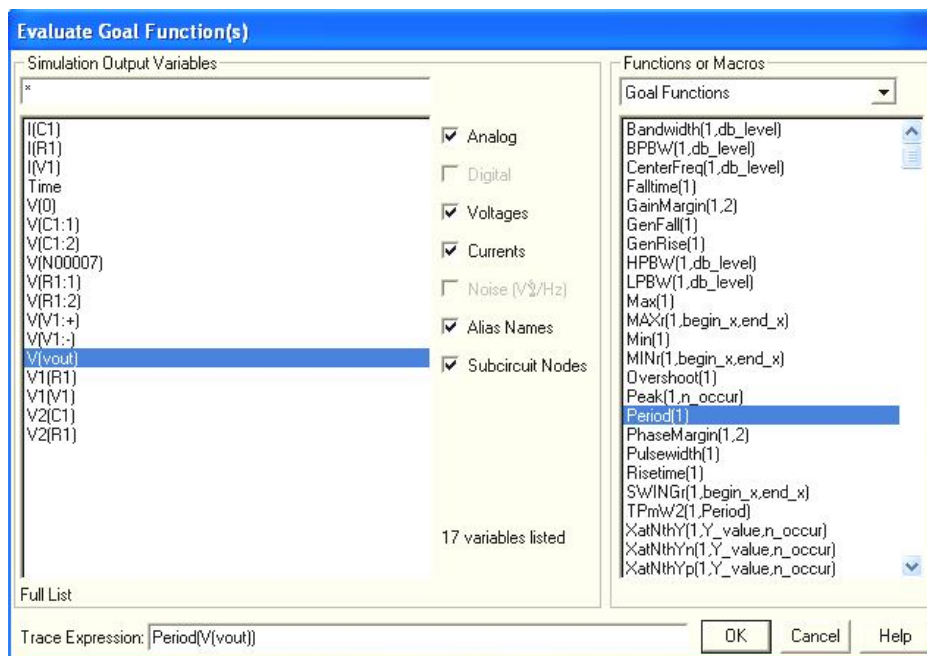 Evaluate Goal Function(s)
Simulation Output Variables
*
I(C1)
I(R1)
I(V1)
Time
V(0)
V(C1:1)
V(C1:2)
V(N00007)
V(R1:1)
V(R1:2)
V(V1:+)
V(V1:-)
V(vout)
V1(R1)
V1(V1)
V2(C1)
V2(R1)
Analog
Digital
Voltages
Currents
Noise (V²/Hz)
Alias Names
Subcircuit Nodes
17 variables listed
Full List
Functions or Macros
Goal Functions
Bandwidth(1,db_level)
BPBW(1,db_level)
CenterFreq(1,db_level)
Falltime(1)
GainMargin(1,2)
GenFall(1)
GenRise(1)
HPBW(1,db_level)
LPBW(1,db_level)
Max(1)
MAXr(1,begin_x,end_x)
Min(1)
MINr(1,begin_x,end_x)
Overshoot(1)
Peak(1,n_occur)
Period(1)
PhaseMargin(1,2)
Pulsewidth(1)
Risetime(1)
SWINGr(1,begin_x,end_x)
TPmW2(1,Period)
XatNthY(1,Y_value,n_occur)
XatNthYn(1,Y_value,n_occur)
XatNthYp(1,Y_value,n_occur)
Trace Expression: Period(V(vout))
OK
Cancel
Help